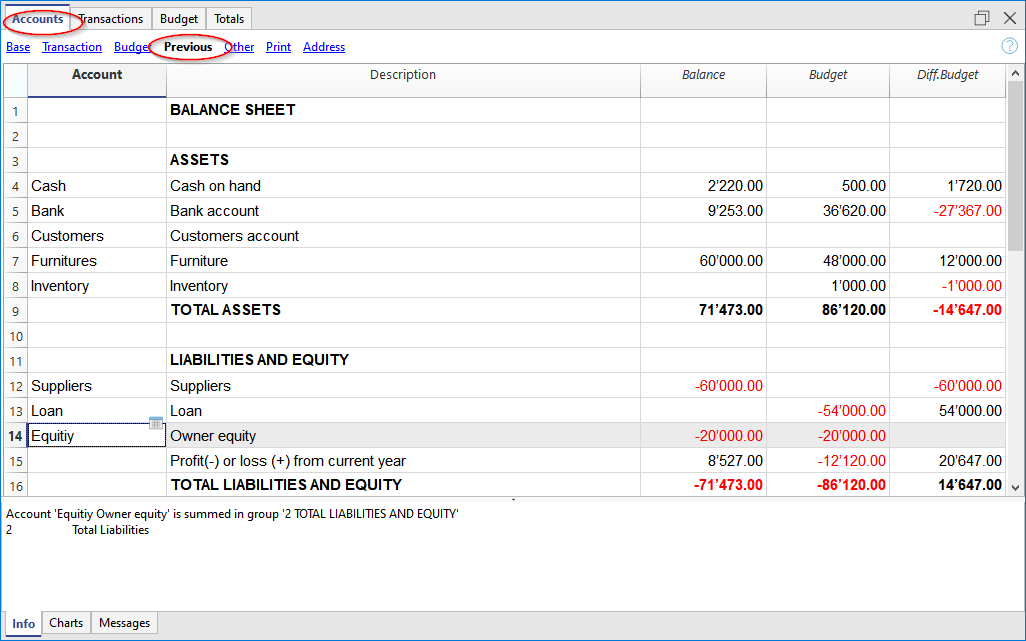 Accounts Transactions Budget Totals
Base Transaction Budget Previous Other Print Address
Account Description Balance Budget Diff.Budget
1 BALANCE SHEET
2
3 ASSETS
4 Cash Cash on hand 2’220.00 500.00 1’720.00
5 Bank Bank account 9’253.00 36’620.00 -27’367.00
6 Customers Customers account
7 Furnitures Furniture 60’000.00 48’000.00 12’000.00
8 Inventory Inventory 1’000.00 -1’000.00
9 TOTAL ASSETS 71’473.00 86’120.00 -14’647.00
10
11 LIABILITIES AND EQUITY
12 Suppliers Suppliers -60’000.00 -60’000.00
13 Loan Loan -54’000.00 54’000.00
14 Equitiy Owner equity -20’000.00 -20’000.00
15 Profit(-) or loss (+) from current year 8’527.00 -12’120.00 20’647.00
16 TOTAL LIABILITIES AND EQUITY -71’473.00 -86’120.00 14’647.00
Account 'Equitiy Owner equity' is summed in group '2 TOTAL LIABILITIES AND EQUITY'
2 Total Liabilities
Info Charts Messages